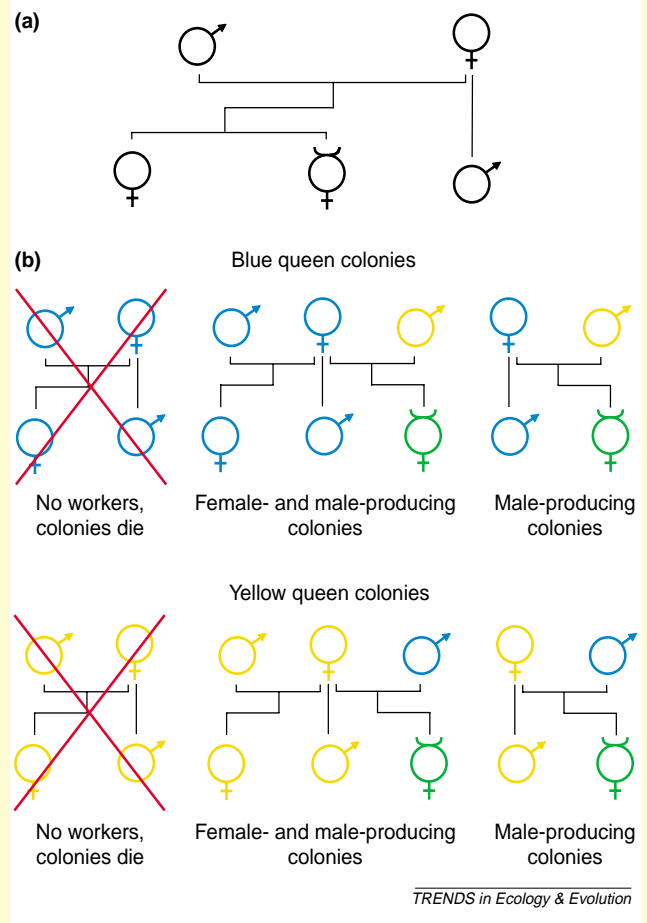 (a)
(b)
Blue queen colonies
No workers,
colonies die
Female- and male-producing
colonies
Male-producing
colonies
Yellow queen colonies
No workers,
colonies die
Female- and male-producing
colonies
Male-producing
colonies
TRENDS in Ecology & Evolution